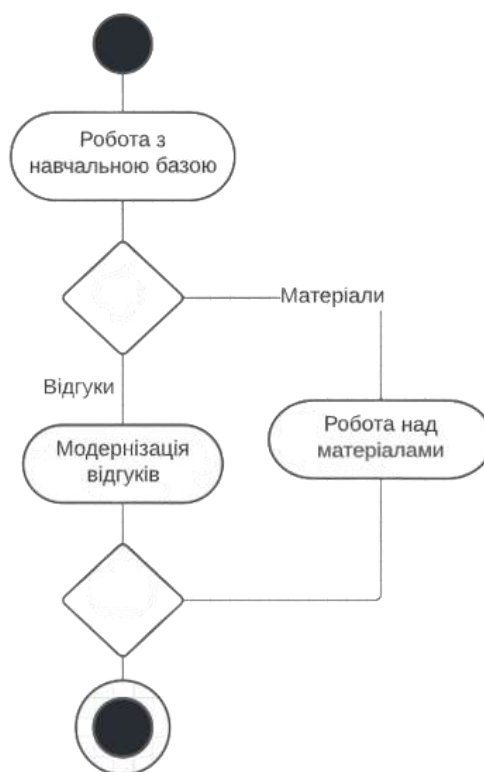 Робота з
навчальною базою
Матеріали
Відгуки
Робота над
матеріалами
Модернізація
відгуків